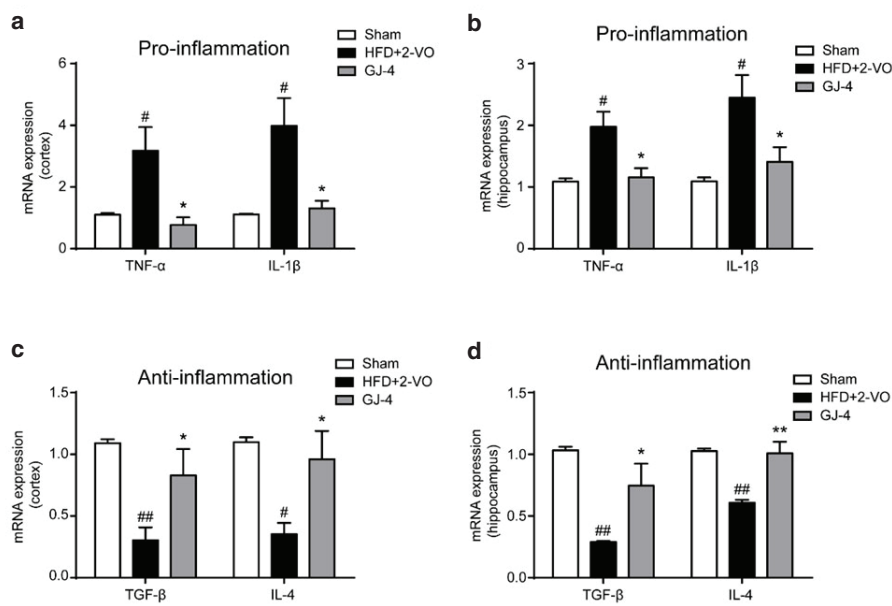 a
Pro-inflammation
Sham
HFD+2-VO
GJ-4
mRNA expression
(cortex)
6
4
2
0
#
*
#
*
TNF-α
IL-1β
b
Pro-inflammation
Sham
HFD+2-VO
GJ-4
mRNA expression
(hippocampus)
3
2
1
0
#
*
#
*
TNF-α
IL-1β
c
Anti-inflammation
Sham
HFD+2-VO
GJ-4
mRNA expression
(cortex)
1.5
1.0
0.5
0.0
##
*
#
*
TGF-β
IL-4
d
Anti-inflammation
Sham
HFD+2-VO
GJ-4
mRNA expression
(hippocampus)
1.5
1.0
0.5
0.0
##
*
##
**
TGF-β
IL-4